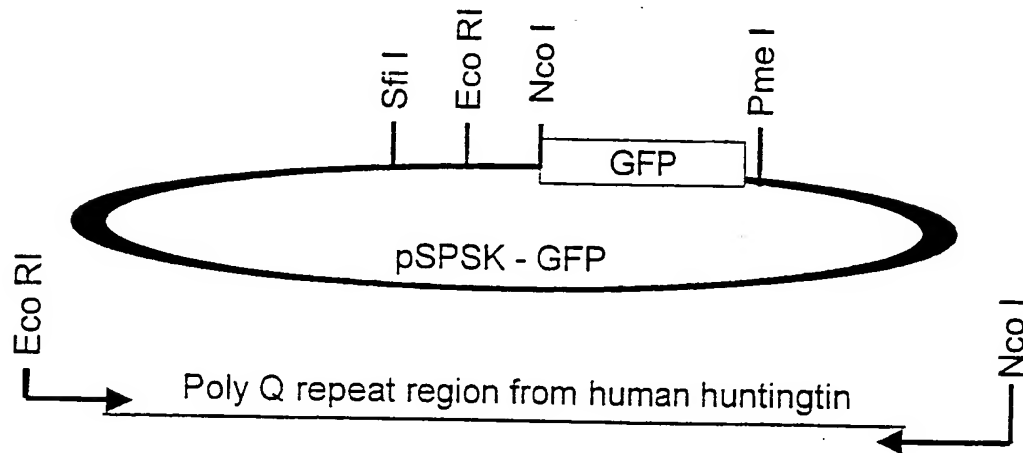 Sfi I
Eco RI
Nco I
Pme I
GFP
pSPSK - GFP
Eco RI
Poly Q repeat region from human huntingtin
Nco I